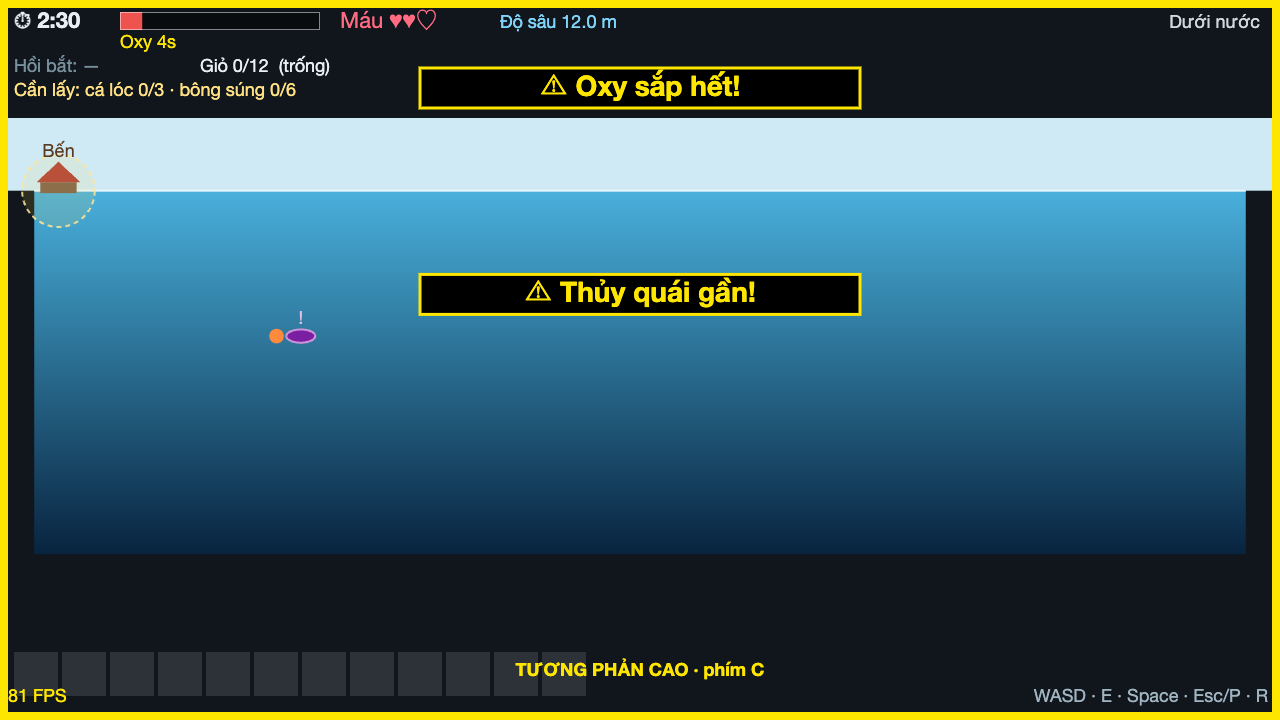 ⏱ 2:30
Máu ♥♥♡
Độ sâu 12.0 m
Dưới nước
Oxy 4s
Hồi bắt: —
Giỏ 0/12 (trống)
Cần lấy: cá lóc 0/3 · bông súng 0/6
⚠ Oxy sắp hết!
Bến
⚠ Thủy quái gần!
!
TƯƠNG PHẢN CAO · phím C
81 FPS
WASD · E · Space · Esc/P · R